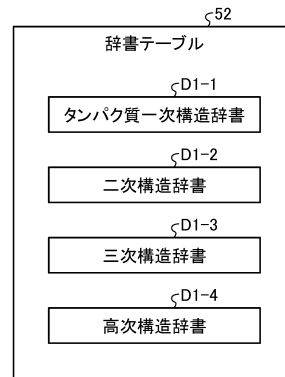 52
辞書テーブル
D1-1
タンパク質一次構造辞書
D1-2
二次構造辞書
D1-3
三次構造辞書
D1-4
高次構造辞書